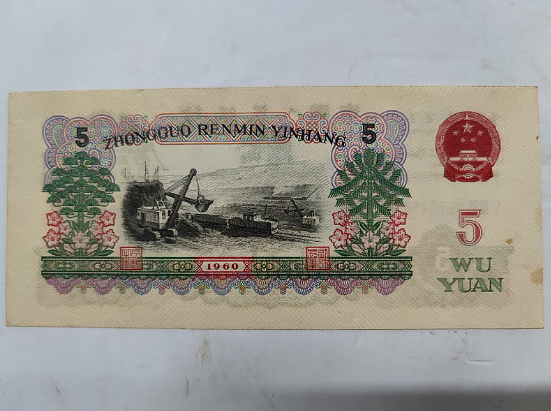 5 ZHONGGUO RENMIN YINHANG 5
1960
5
WU
YUAN